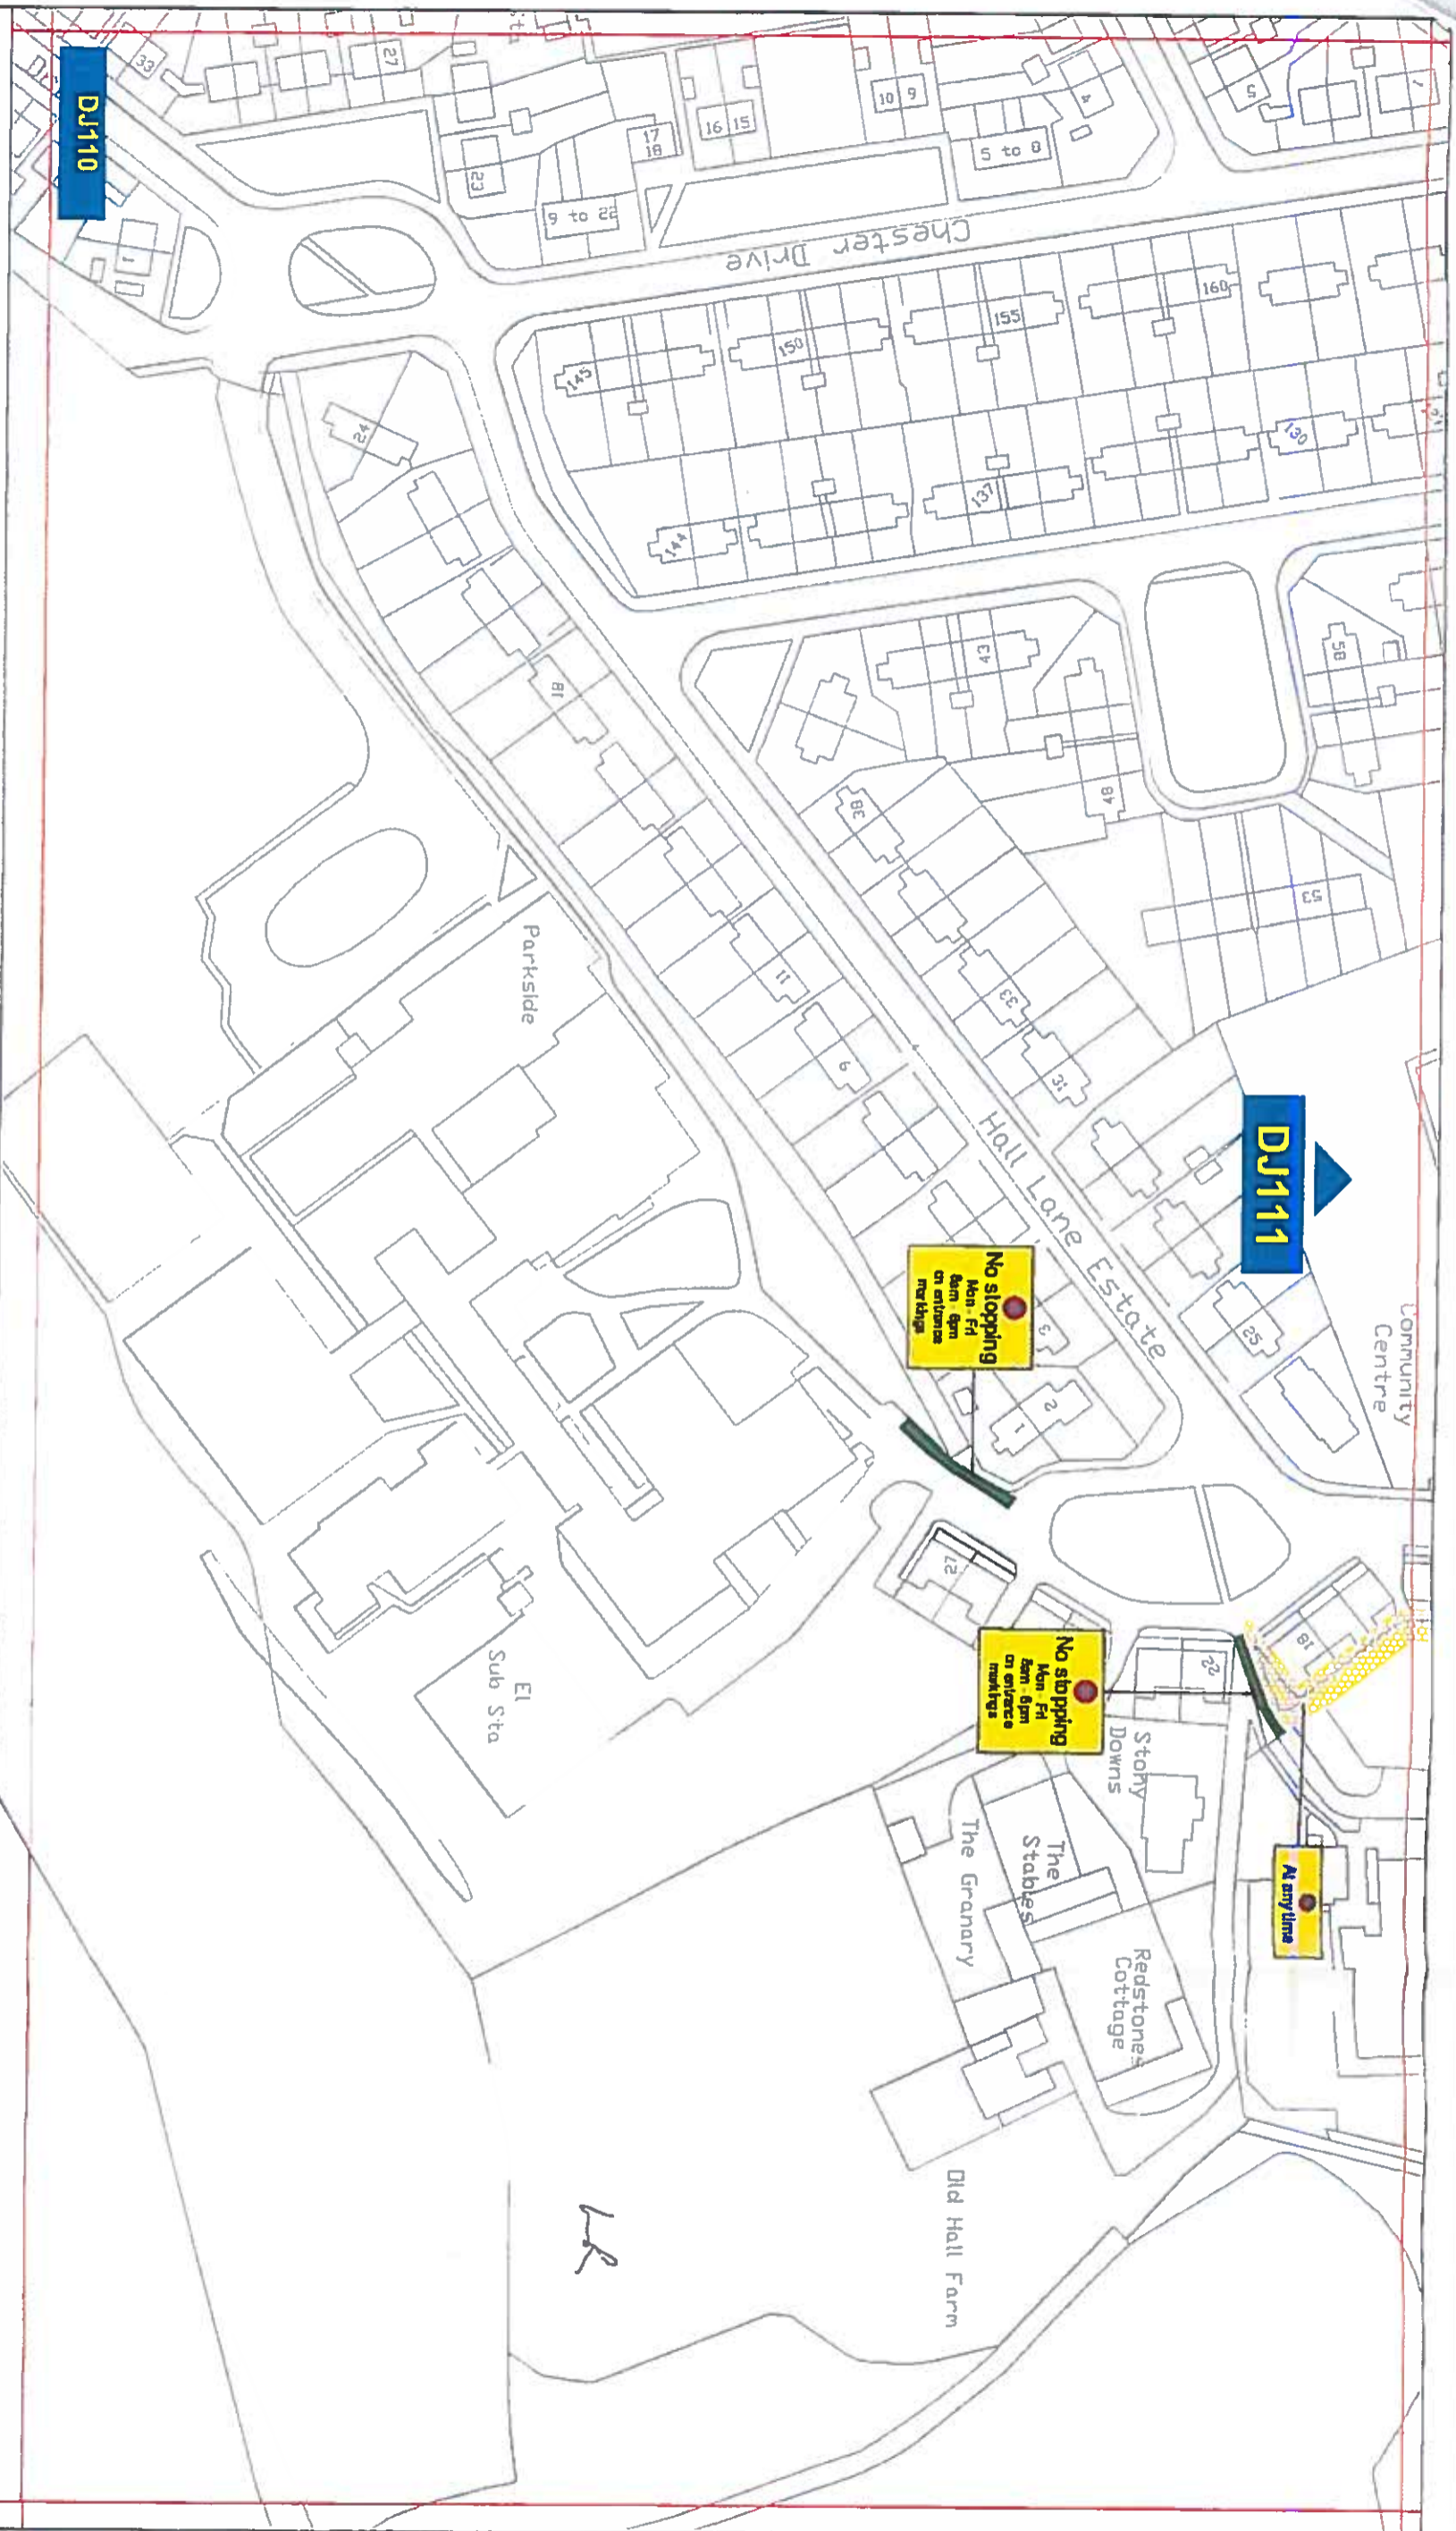 DJ110
33
27
23
17
18
16 15
10 9
4
5 to 8
5
9 to 22
1
Chester Drive
145
150
155
160
144
137
130
24
18
11
6
3
2
1
43
48
58
38
33
31
53
25
Hall Lane Estate
DJ111
Community
Centre
Parkside
No stopping
Mon - Fri
8am - 6pm
on entrance
markings
27
22
18
No stopping
Mon - Fri
8am - 6pm
on entrance
markings
At anytime
El
Sub Sta
Stony
Downs
The
Stables
The Granary
Redstones
Cottage
Old Hall Farm
LR